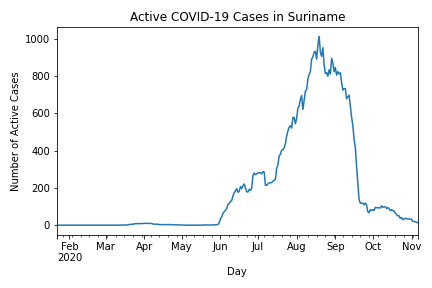 Active COVID-19 Cases in Suriname
Number of Active Cases
1000
800
600
400
200
0
Feb Mar Apr May Jun Jul Aug Sep Oct Nov
2020
Day